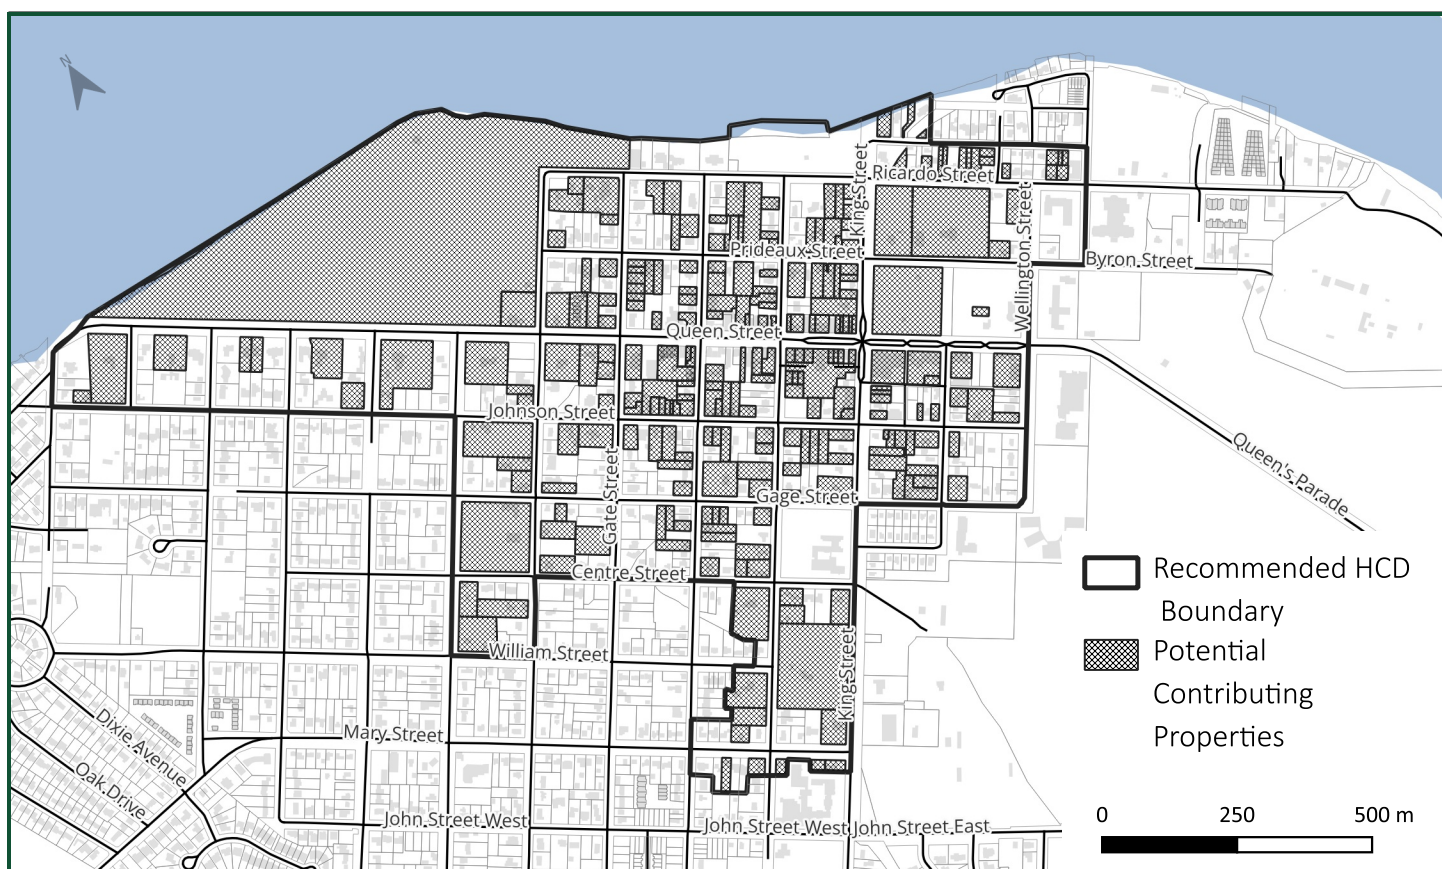 N
King Street
Ricardo Street
Wellington Street
Prideaux Street
Byron Street
Queen Street
Johnson Street
Gate Street
Gage Street
Queen's Parade
Centre Street
William Street
King Street
Dixie Avenue
Mary Street
Oak Drive
John Street West
John Street West
John Street East
Recommended HCD
Boundary
Potential
Contributing
Properties
0 250 500 m